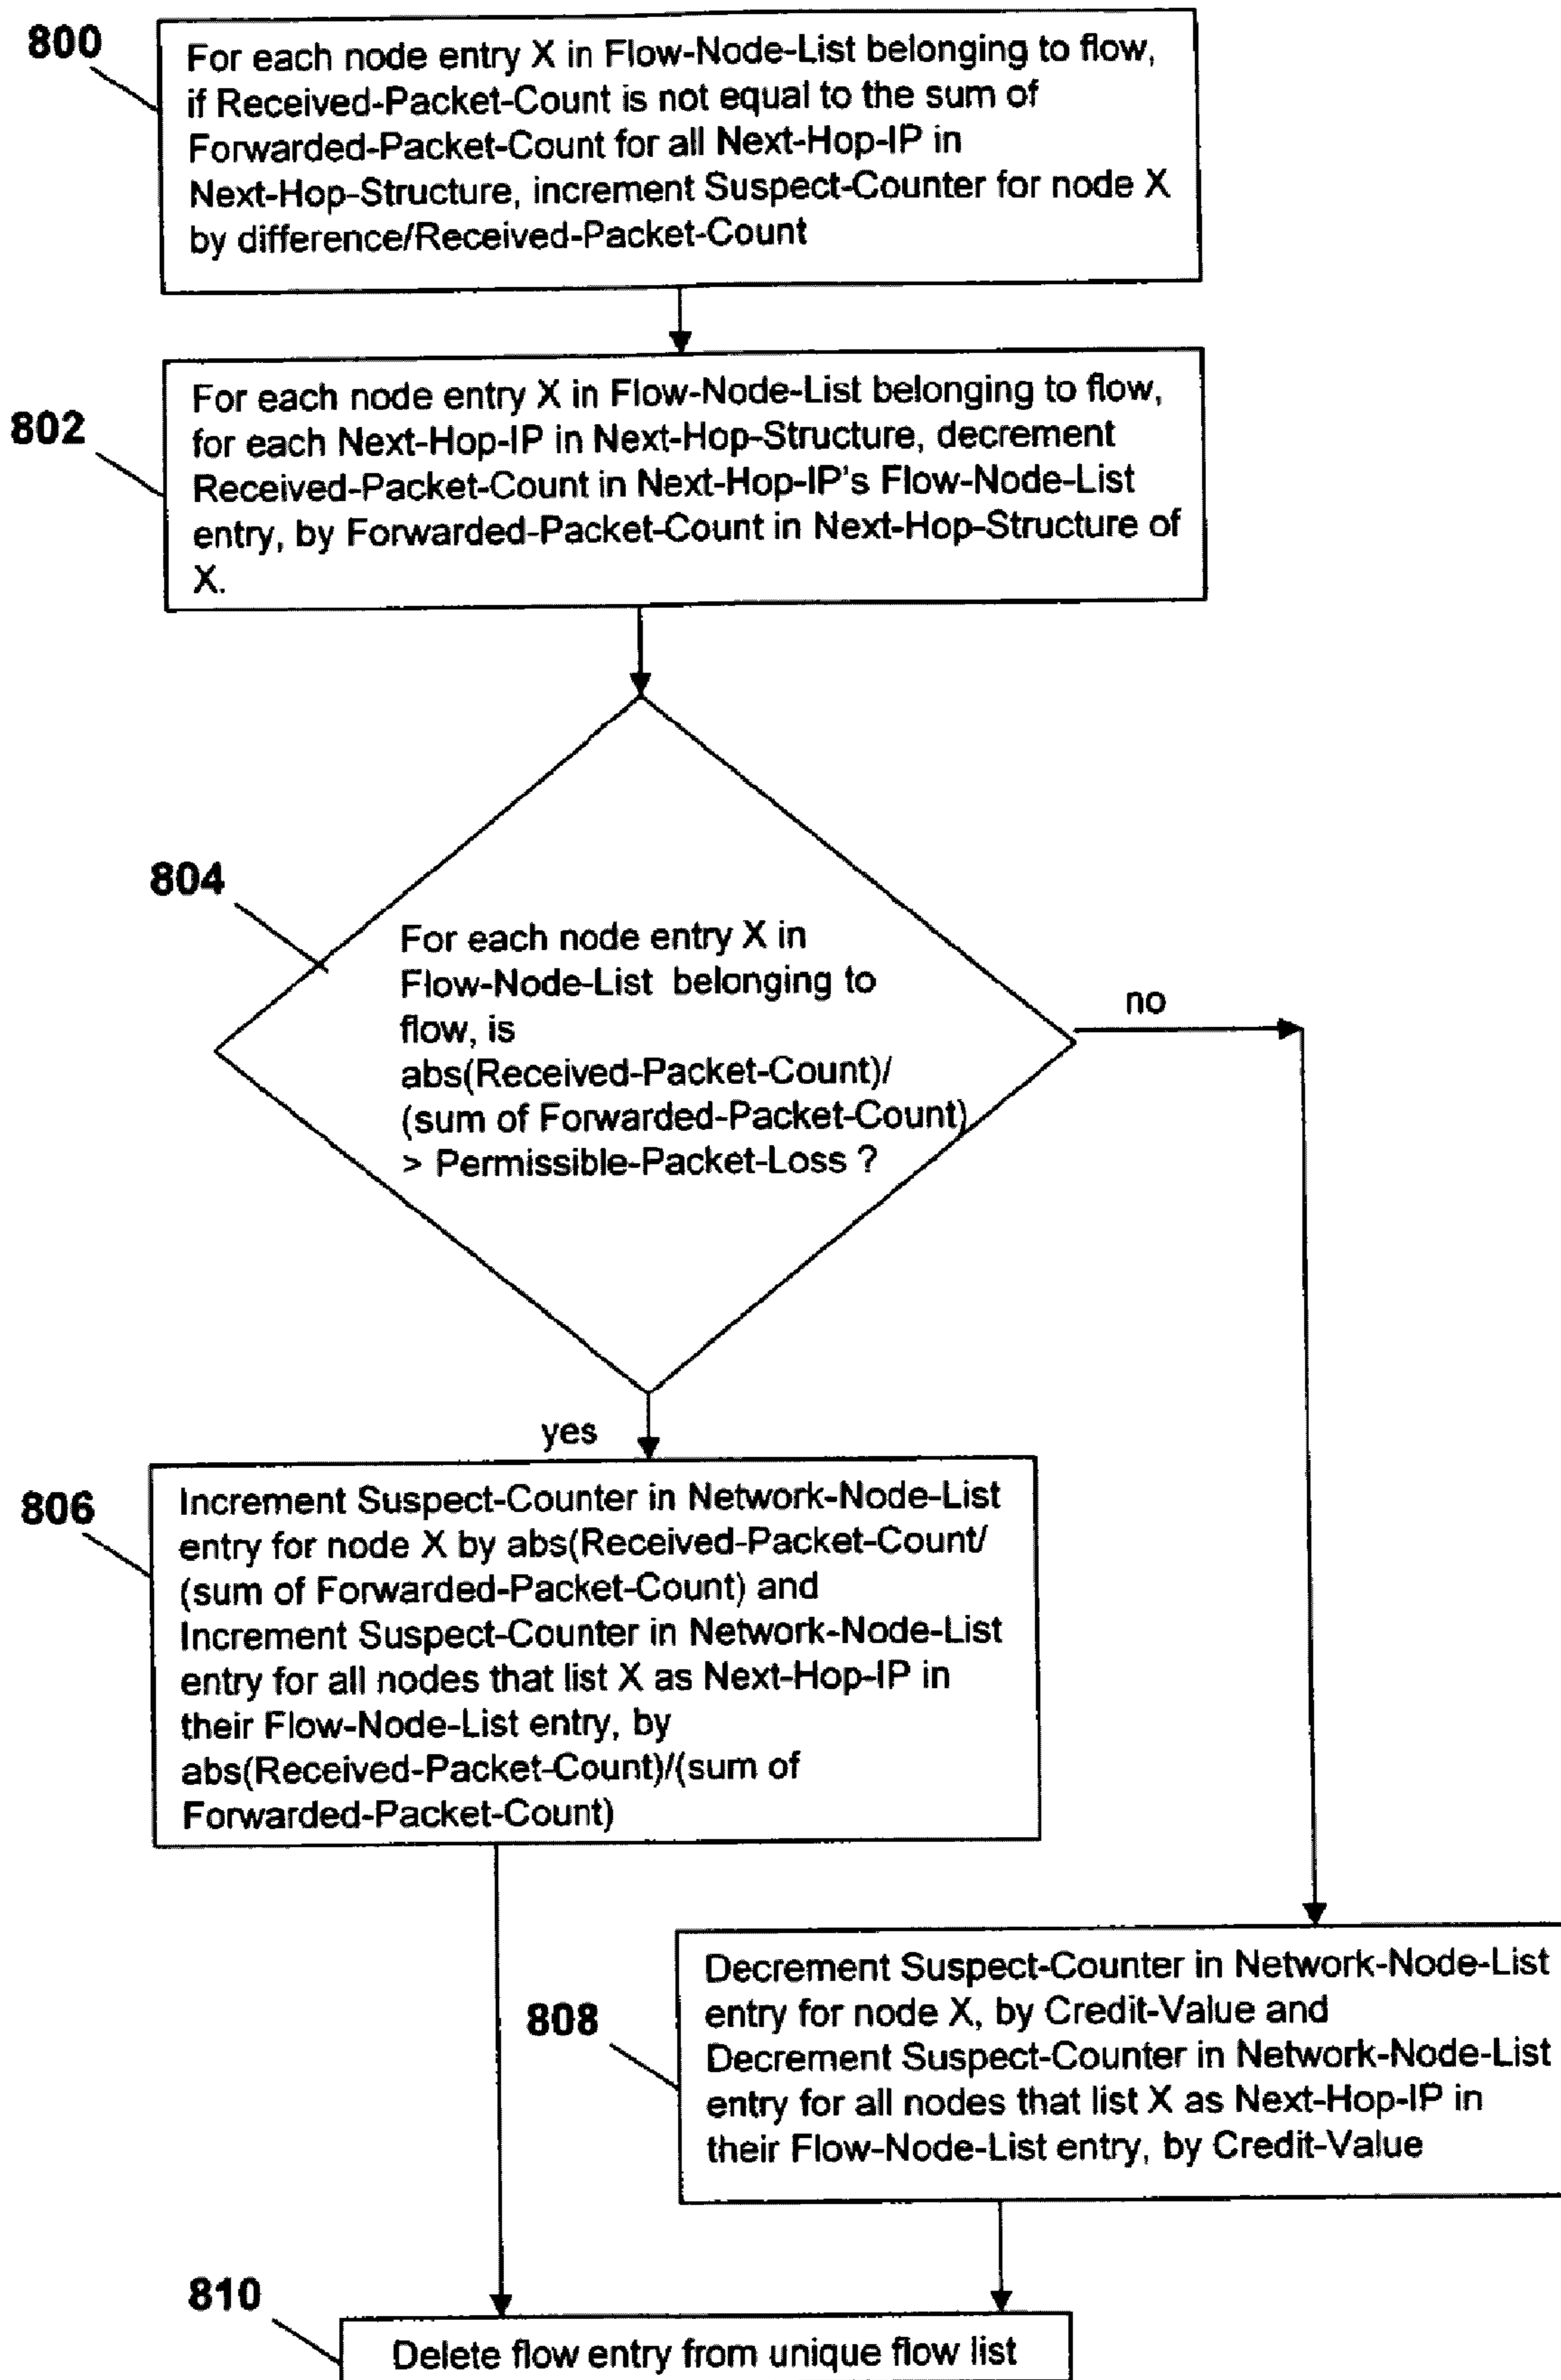 800
For each node entry X in Flow-Node-List belonging to flow,
if Received-Packet-Count is not equal to the sum of
Forwarded-Packet-Count for all Next-Hop-IP in
Next-Hop-Structure, increment Suspect-Counter for node X
by difference/Received-Packet-Count
802
For each node entry X in Flow-Node-List belonging to flow,
for each Next-Hop-IP in Next-Hop-Structure, decrement
Received-Packet-Count in Next-Hop-IP's Flow-Node-List
entry, by Forwarded-Packet-Count in Next-Hop-Structure of
X.
804
For each node entry X in
Flow-Node-List belonging to
flow, is
abs(Received-Packet-Count)/
(sum of Forwarded-Packet-Count)
> Permissible-Packet-Loss ?
no
yes
806
Increment Suspect-Counter in Network-Node-List
entry for node X by abs(Received-Packet-Count/
(sum of Forwarded-Packet-Count) and
Increment Suspect-Counter in Network-Node-List
entry for all nodes that list X as Next-Hop-IP in
their Flow-Node-List entry, by
abs(Received-Packet-Count)/(sum of
Forwarded-Packet-Count)
808
Decrement Suspect-Counter in Network-Node-List
entry for node X, by Credit-Value and
Decrement Suspect-Counter in Network-Node-List
entry for all nodes that list X as Next-Hop-IP in
their Flow-Node-List entry, by Credit-Value
810
Delete flow entry from unique flow list